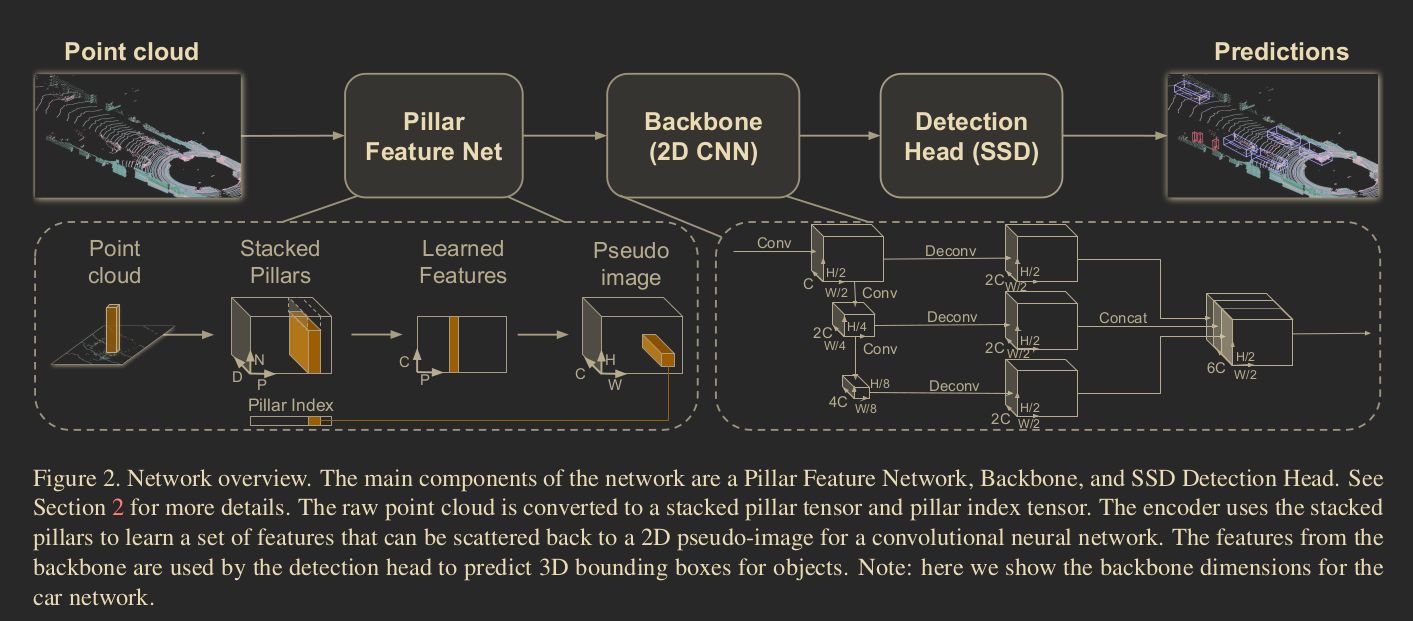 Point cloud
Predictions
Pillar
Feature Net
Backbone
(2D CNN)
Detection
Head (SSD)
Point
cloud
Stacked
Pillars
Learned
Features
Pseudo
image
D
N
P
C
P
C
H
W
Pillar Index
Conv
C
H/2
W/2
Conv
2C
H/4
W/4
Conv
4C
H/8
W/8
Deconv
2C
H/2
W/2
Deconv
2C
H/2
W/2
Deconv
2C
H/2
W/2
Concat
6C
H/2
W/2
Figure 2. Network overview. The main components of the network are a Pillar Feature Network, Backbone, and SSD Detection Head. See
Section 2 for more details. The raw point cloud is converted to a stacked pillar tensor and pillar index tensor. The encoder uses the stacked
pillars to learn a set of features that can be scattered back to a 2D pseudo-image for a convolutional neural network. The features from the
backbone are used by the detection head to predict 3D bounding boxes for objects. Note: here we show the backbone dimensions for the
car network.